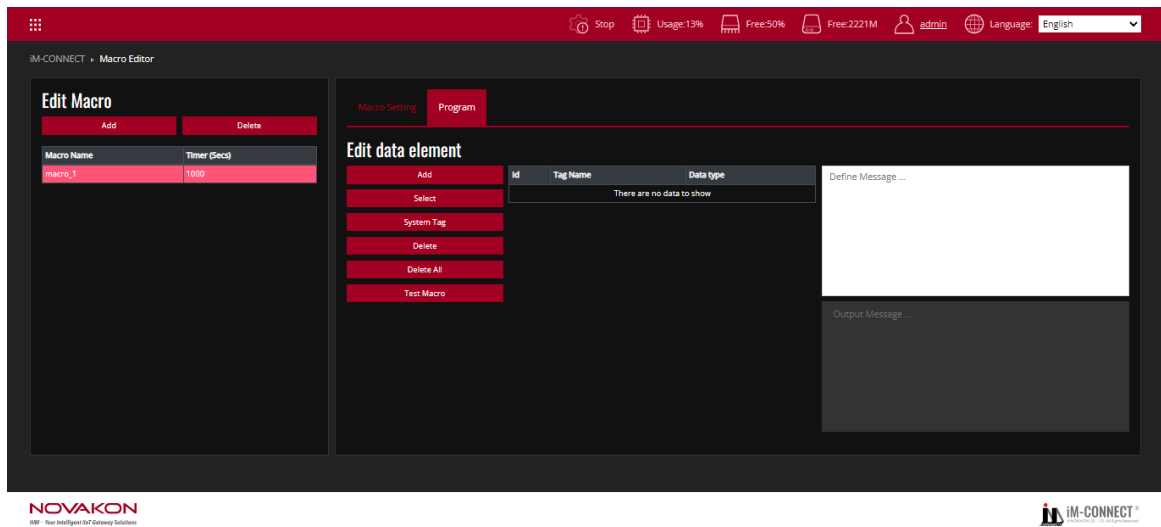 Stop Usage:13% Free:50% Free:2221M admin Language: English
iM-CONNECT ▸ Macro Editor
Edit Macro
Add Delete
Macro Name Timer (Secs)
macro_1 1000
Macro Setting Program
Edit data element
Add
Select
System Tag
Delete
Delete All
Test Macro
Id Tag Name Data type
There are no data to show
Define Message ...
Output Message ...
NOVAKON
HMI - Your Intelligent IIoT Gateway Solutions
iM iM-CONNECT®